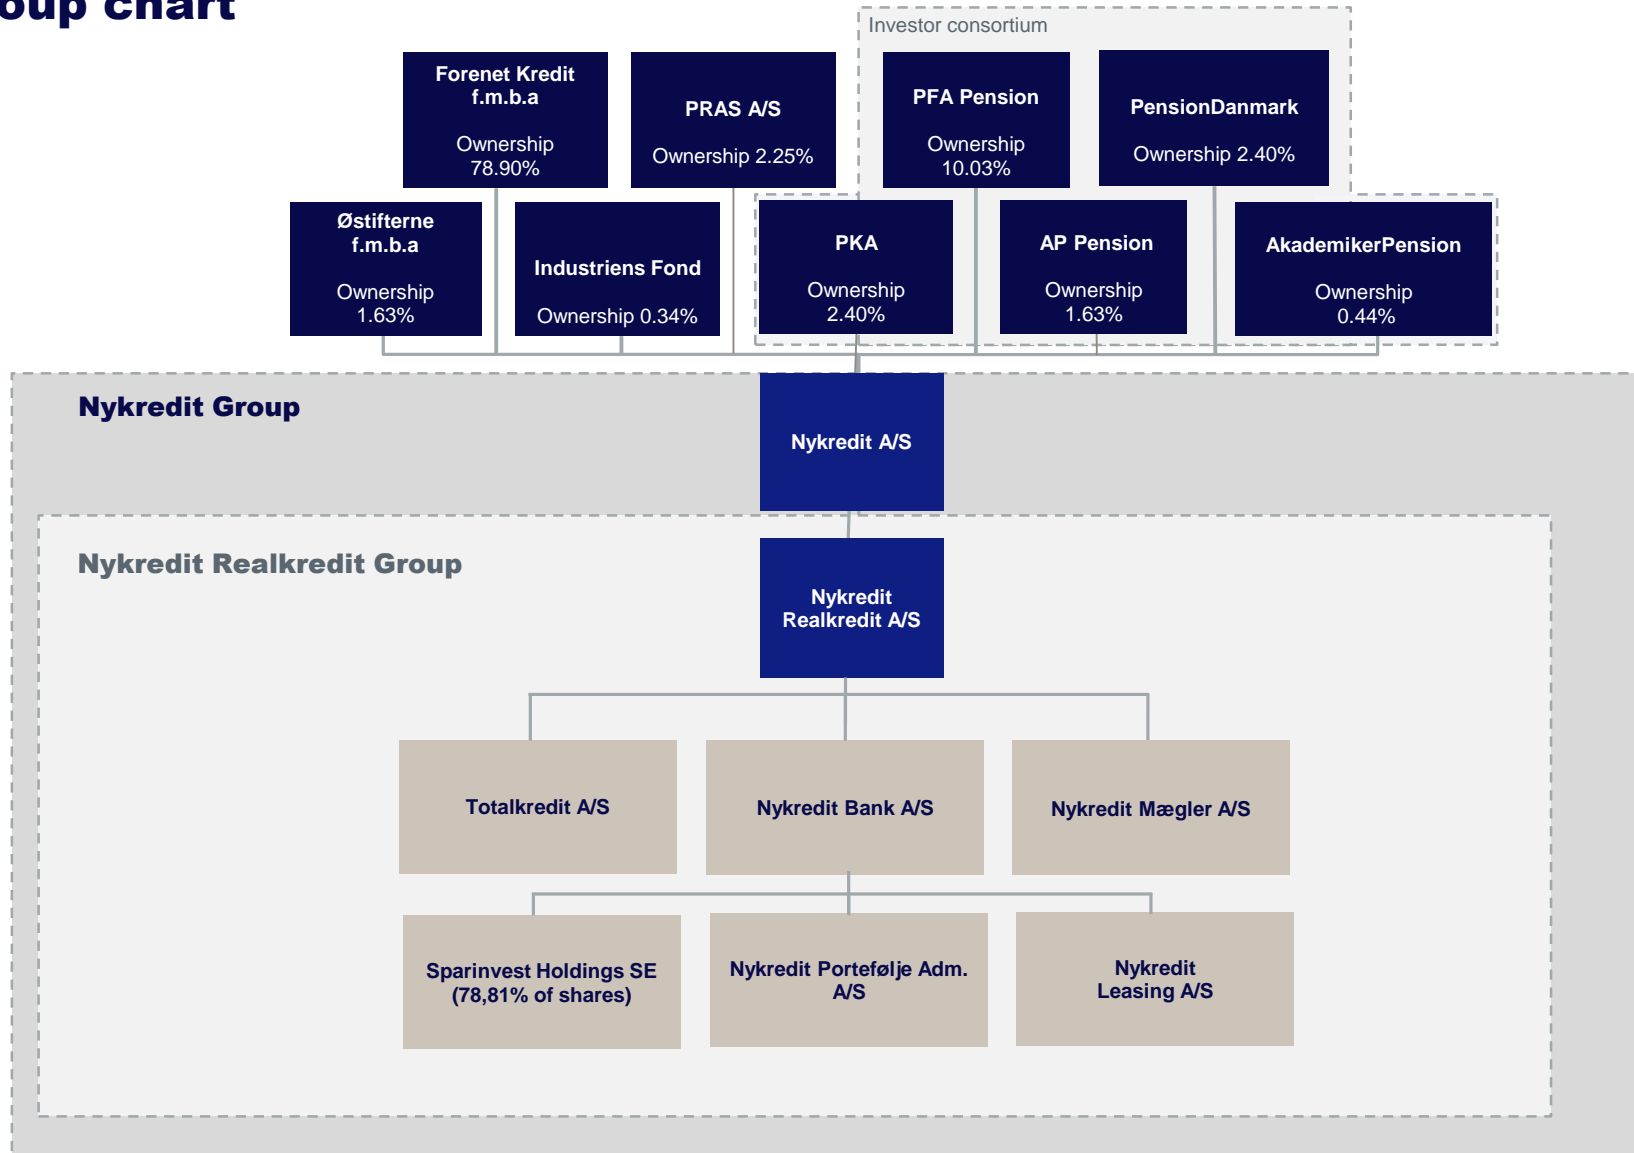 oup chart
Investor consortium
Forenet Kredit
f.m.b.a
Ownership
78.90%
PRAS A/S
Ownership 2.25%
PFA Pension
Ownership
10.03%
PensionDanmark
Ownership 2.40%
Østifterne
f.m.b.a
Ownership
1.63%
Industriens Fond
Ownership 0.34%
PKA
Ownership
2.40%
AP Pension
Ownership
1.63%
AkademikerPension
Ownership
0.44%
Nykredit Group
Nykredit A/S
Nykredit Realkredit Group
Nykredit
Realkredit A/S
Totalkredit A/S
Nykredit Bank A/S
Nykredit Mægler A/S
Sparinvest Holdings SE
(78,81% of shares)
Nykredit Portefølje Adm.
A/S
Nykredit
Leasing A/S